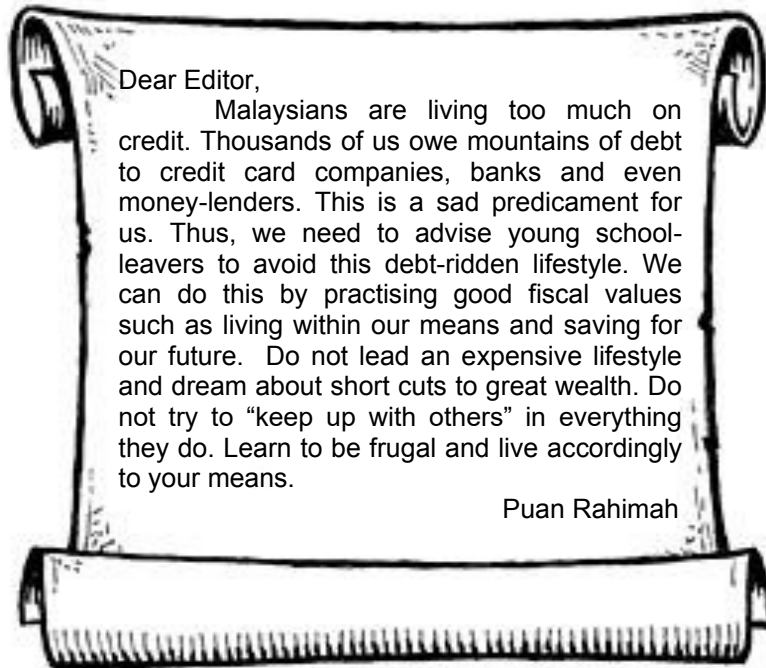 Dear Editor,
Malaysians are living too much on
credit. Thousands of us owe mountains of debt
to credit card companies, banks and even
money-lenders. This is a sad predicament for
us. Thus, we need to advise young school-
leavers to avoid this debt-ridden lifestyle. We
can do this by practising good fiscal values
such as living within our means and saving for
our future. Do not lead an expensive lifestyle
and dream about short cuts to great wealth. Do
not try to “keep up with others” in everything
they do. Learn to be frugal and live accordingly
to your means.
Puan Rahimah